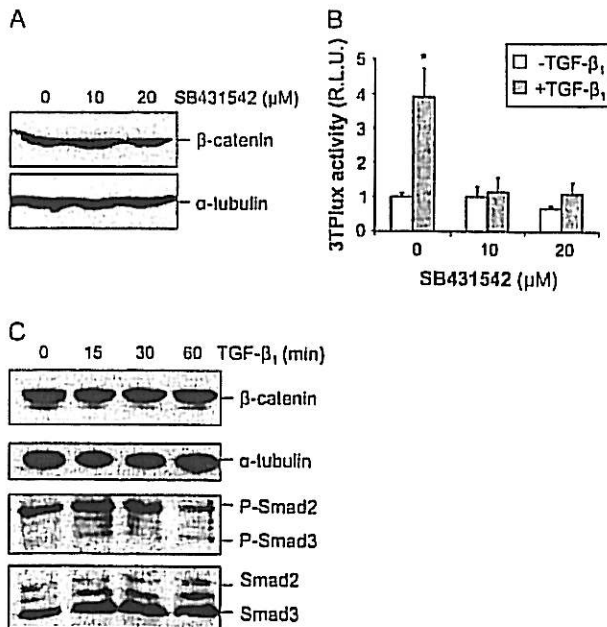 A
0 10 20 SB431542 (μM)
β-catenin
α-tubulin
B
3TPlux activity (R.L.U.)
5
4
3
2
1
0
*
-TGF-β₁
+TGF-β₁
0 10 20
SB431542 (μM)
C
0 15 30 60 TGF-β₁ (min)
β-catenin
α-tubulin
P-Smad2
P-Smad3
Smad2
Smad3